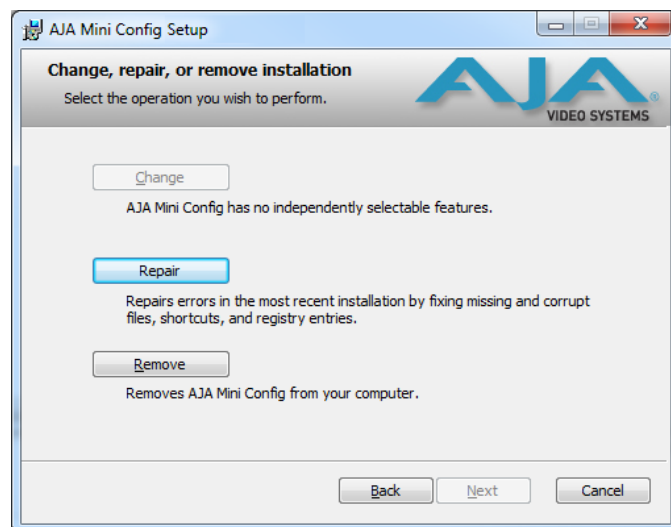 AJA Mini Config Setup
Change, repair, or remove installation
Select the operation you wish to perform.
AJA
VIDEO SYSTEMS
Change
AJA Mini Config has no independently selectable features.
Repair
Repairs errors in the most recent installation by fixing missing and corrupt
files, shortcuts, and registry entries.
Remove
Removes AJA Mini Config from your computer.
Back
Next
Cancel